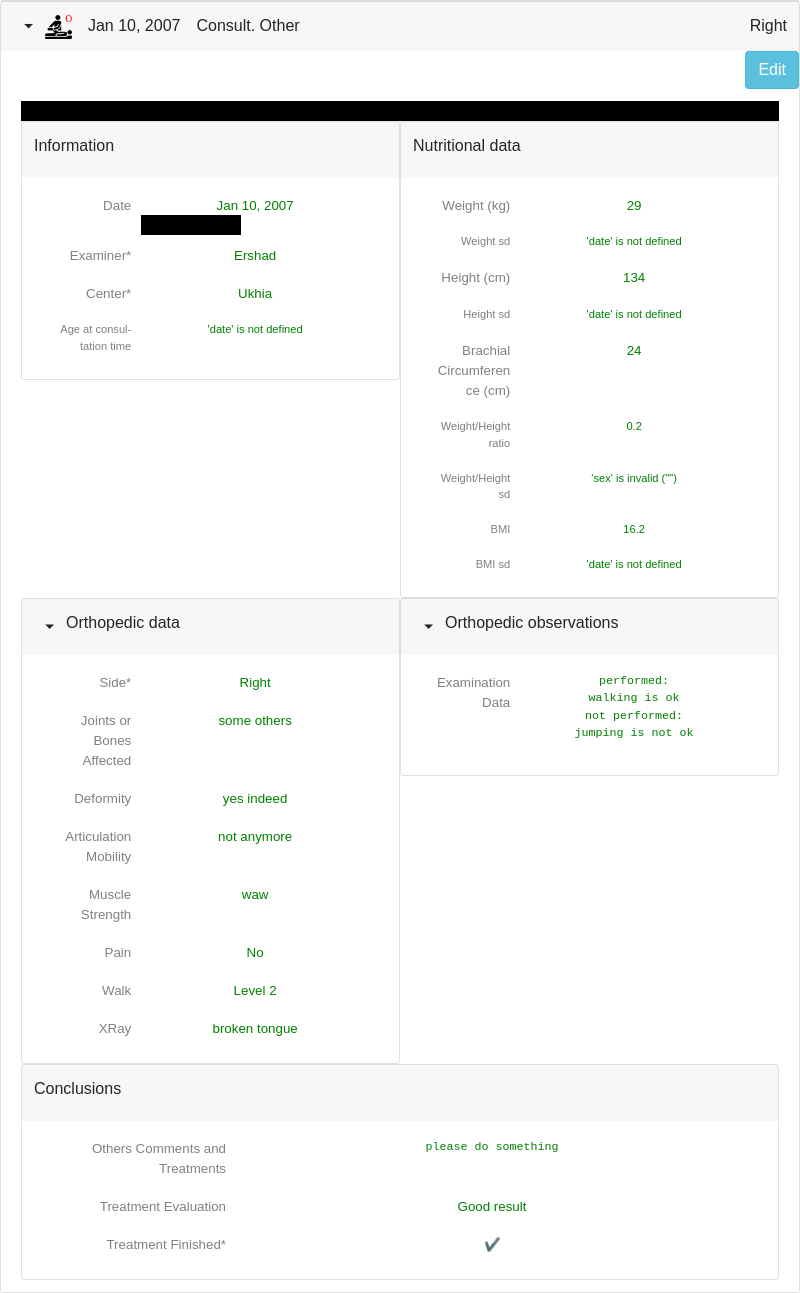 Jan 10, 2007 Consult. Other Right
Edit
Information
Date Jan 10, 2007
Examiner* Ershad
Center* Ukhia
Age at consul-
tation time
'date' is not defined
Nutritional data
Weight (kg) 29
Weight sd 'date' is not defined
Height (cm) 134
Height sd 'date' is not defined
Brachial
Circumferen
ce (cm)
24
Weight/Height
ratio
0.2
Weight/Height
sd
'sex' is invalid ("")
BMI 16.2
BMI sd 'date' is not defined
Orthopedic data
Side* Right
Joints or
Bones
Affected
some others
Deformity yes indeed
Articulation
Mobility
not anymore
Muscle
Strength
waw
Pain No
Walk Level 2
XRay broken tongue
Orthopedic observations
Examination
Data
performed:
walking is ok
not performed:
jumping is not ok
Conclusions
Others Comments and
Treatments
please do something
Treatment Evaluation Good result
Treatment Finished* ✔